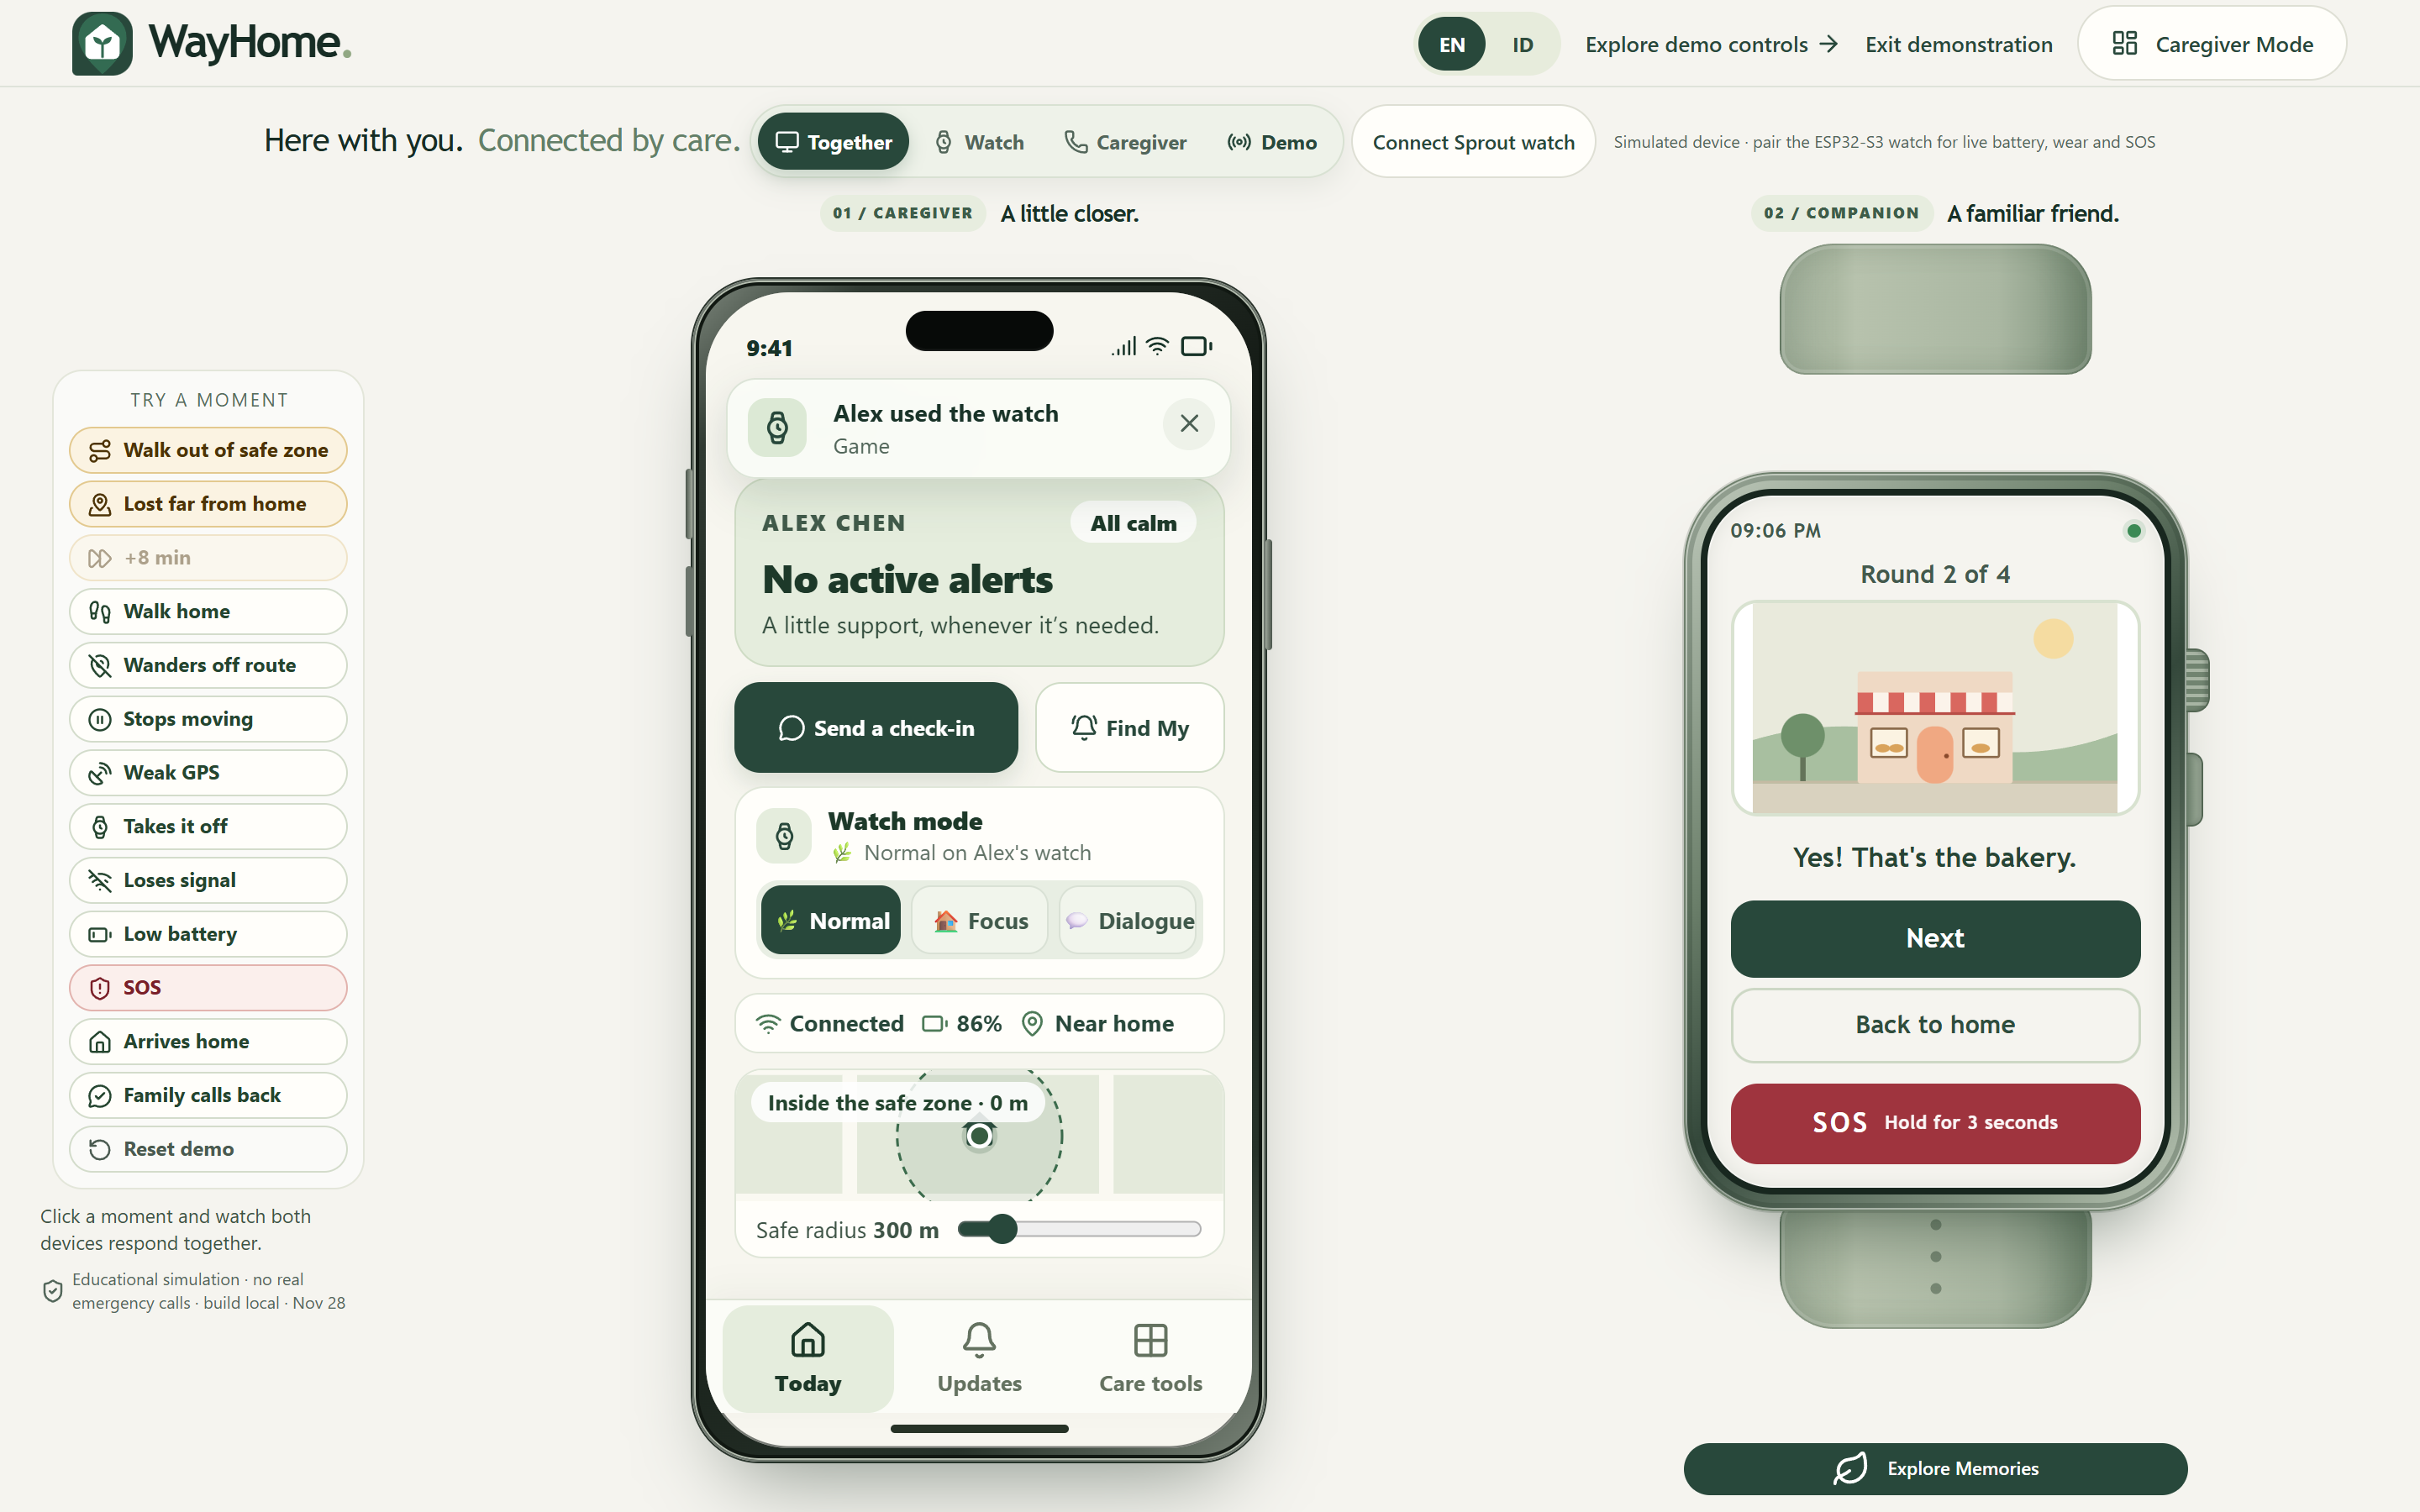 WayHome.
EN
ID
Explore demo controls →
Exit demonstration
Caregiver Mode
Here with you. Connected by care.
Together
Watch
Caregiver
Demo
Connect Sprout watch
Simulated device · pair the ESP32-S3 watch for live battery, wear and SOS
01 / CAREGIVER
A little closer.
02 / COMPANION
A familiar friend.
TRY A MOMENT
Walk out of safe zone
Lost far from home
+8 min
Walk home
Wanders off route
Stops moving
Weak GPS
Takes it off
Loses signal
Low battery
SOS
Arrives home
Family calls back
Reset demo
Click a moment and watch both
devices respond together.
Educational simulation · no real
emergency calls · build local · Nov 28
9:41
Alex used the watch
Game
ALEX CHEN
All calm
No active alerts
A little support, whenever it’s needed.
Send a check-in
Find My
Watch mode
Normal on Alex's watch
Normal
Focus
Dialogue
Connected
86%
Near home
Inside the safe zone · 0 m
Safe radius 300 m
Today
Updates
Care tools
09:06 PM
Round 2 of 4
Yes! That's the bakery.
Next
Back to home
SOS Hold for 3 seconds
Explore Memories